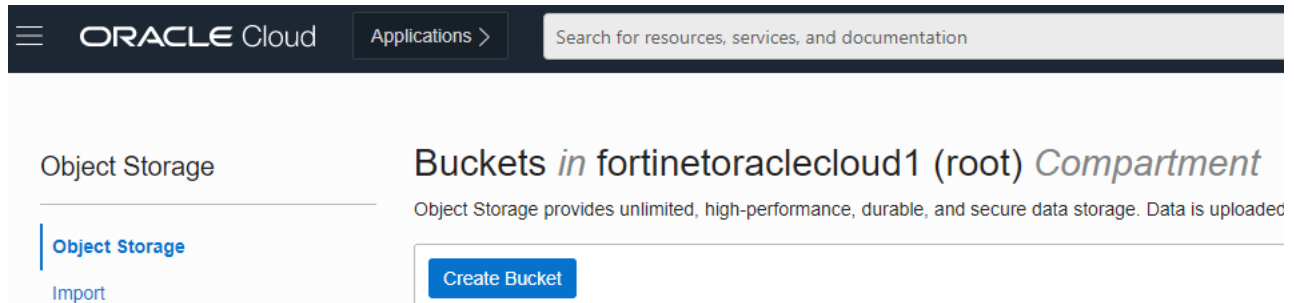 ORACLE Cloud
Applications >
Search for resources, services, and documentation
Object Storage
Object Storage
Import
Buckets in fortinetoraclecloud1 (root) Compartment
Object Storage provides unlimited, high-performance, durable, and secure data storage. Data is uploaded
Create Bucket